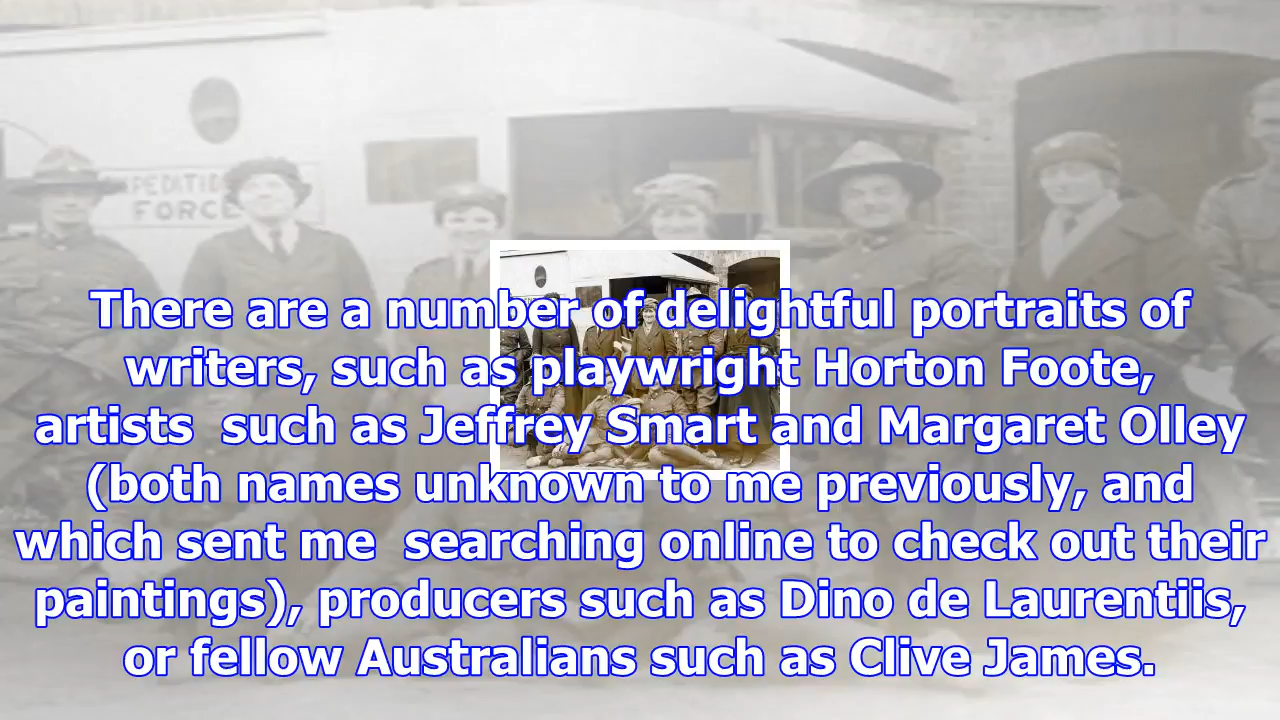 PEDITIO
FORCE
There are a number of delightful portraits of
writers, such as playwright Horton Foote,
artists  such as Jeffrey Smart and Margaret Olley
(both names unknown to me previously, and
which sent me  searching online to check out their
paintings), producers such as Dino de Laurentiis,
or fellow Australians such as Clive James.